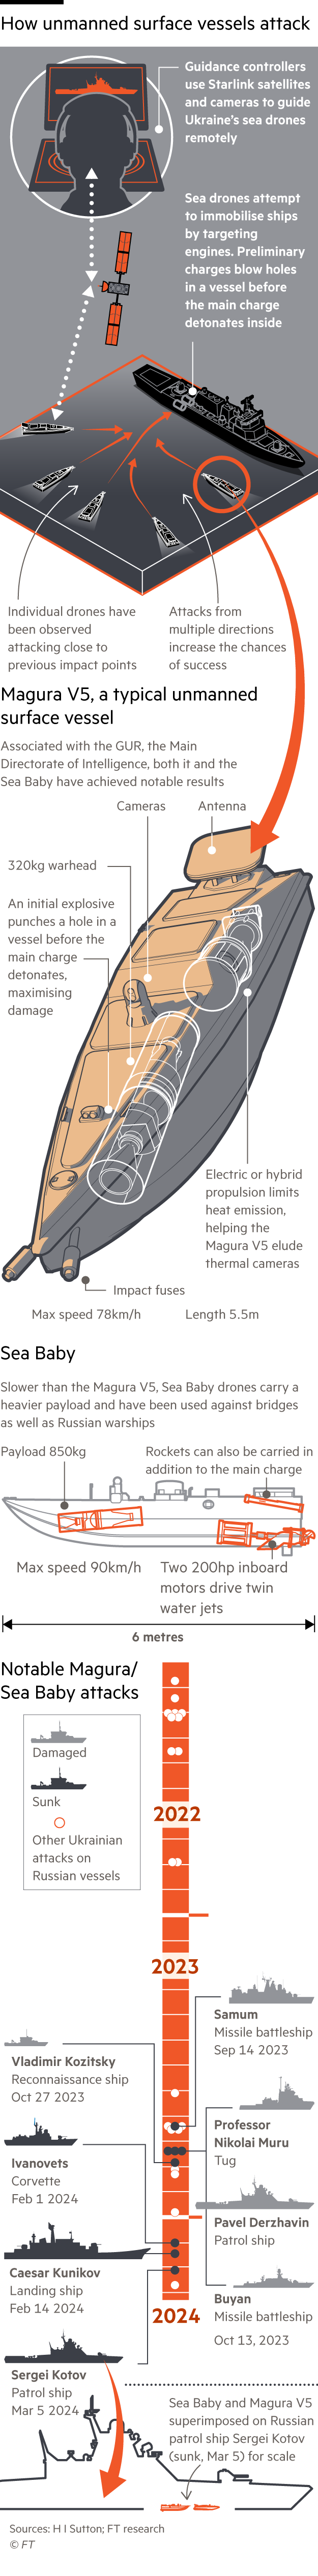 How unmanned surface vessels attack
Guidance controllers
use Starlink satellites
and cameras to guide
Ukraine's sea drones
remotely
Sea drones attempt
to immobilise ships
by targeting
engines. Preliminary
charges blow holes
in a vessel before
the main charge
detonates inside
Individual drones have
been observed
attacking close to
previous impact points
Attacks from
multiple directions
increase the chances
of success
Magura V5, a typical unmanned
surface vessel
Associated with the GUR, the Main
Directorate of Intelligence, both it and the
Sea Baby have achieved notable results
Cameras
Antenna
320kg warhead
An initial explosive
punches a hole in a
vessel before the
main charge
detonates,
maximising
damage
Electric or hybrid
propulsion limits
heat emission,
helping the
Magura V5 elude
thermal cameras
Impact fuses
Max speed 78km/h
Length 5.5m
Sea Baby
Slower than the Magura V5, Sea Baby drones carry a
heavier payload and have been used against bridges
as well as Russian warships
Payload 850kg
Rockets can also be carried in
addition to the main charge
Max speed 90km/h
Two 200hp inboard
motors drive twin
water jets
6 metres
Notable Magura/
Sea Baby attacks
Damaged
Sunk
Other Ukrainian
attacks on
Russian vessels
2022
2023
Samum
Missile battleship
Sep 14 2023
Vladimir Kozitsky
Reconnaissance ship
Oct 27 2023
Professor
Nikolai Muru
Tug
Ivanovets
Corvette
Feb 1 2024
Pavel Derzhavin
Patrol ship
Caesar Kunikov
Landing ship
Feb 14 2024
Buyan
Missile battleship
Oct 13, 2023
2024
Sergei Kotov
Patrol ship
Mar 5 2024
Sea Baby and Magura V5
superimposed on Russian
patrol ship Sergei Kotov
(sunk, Mar 5) for scale
Sources: H I Sutton; FT research
© FT